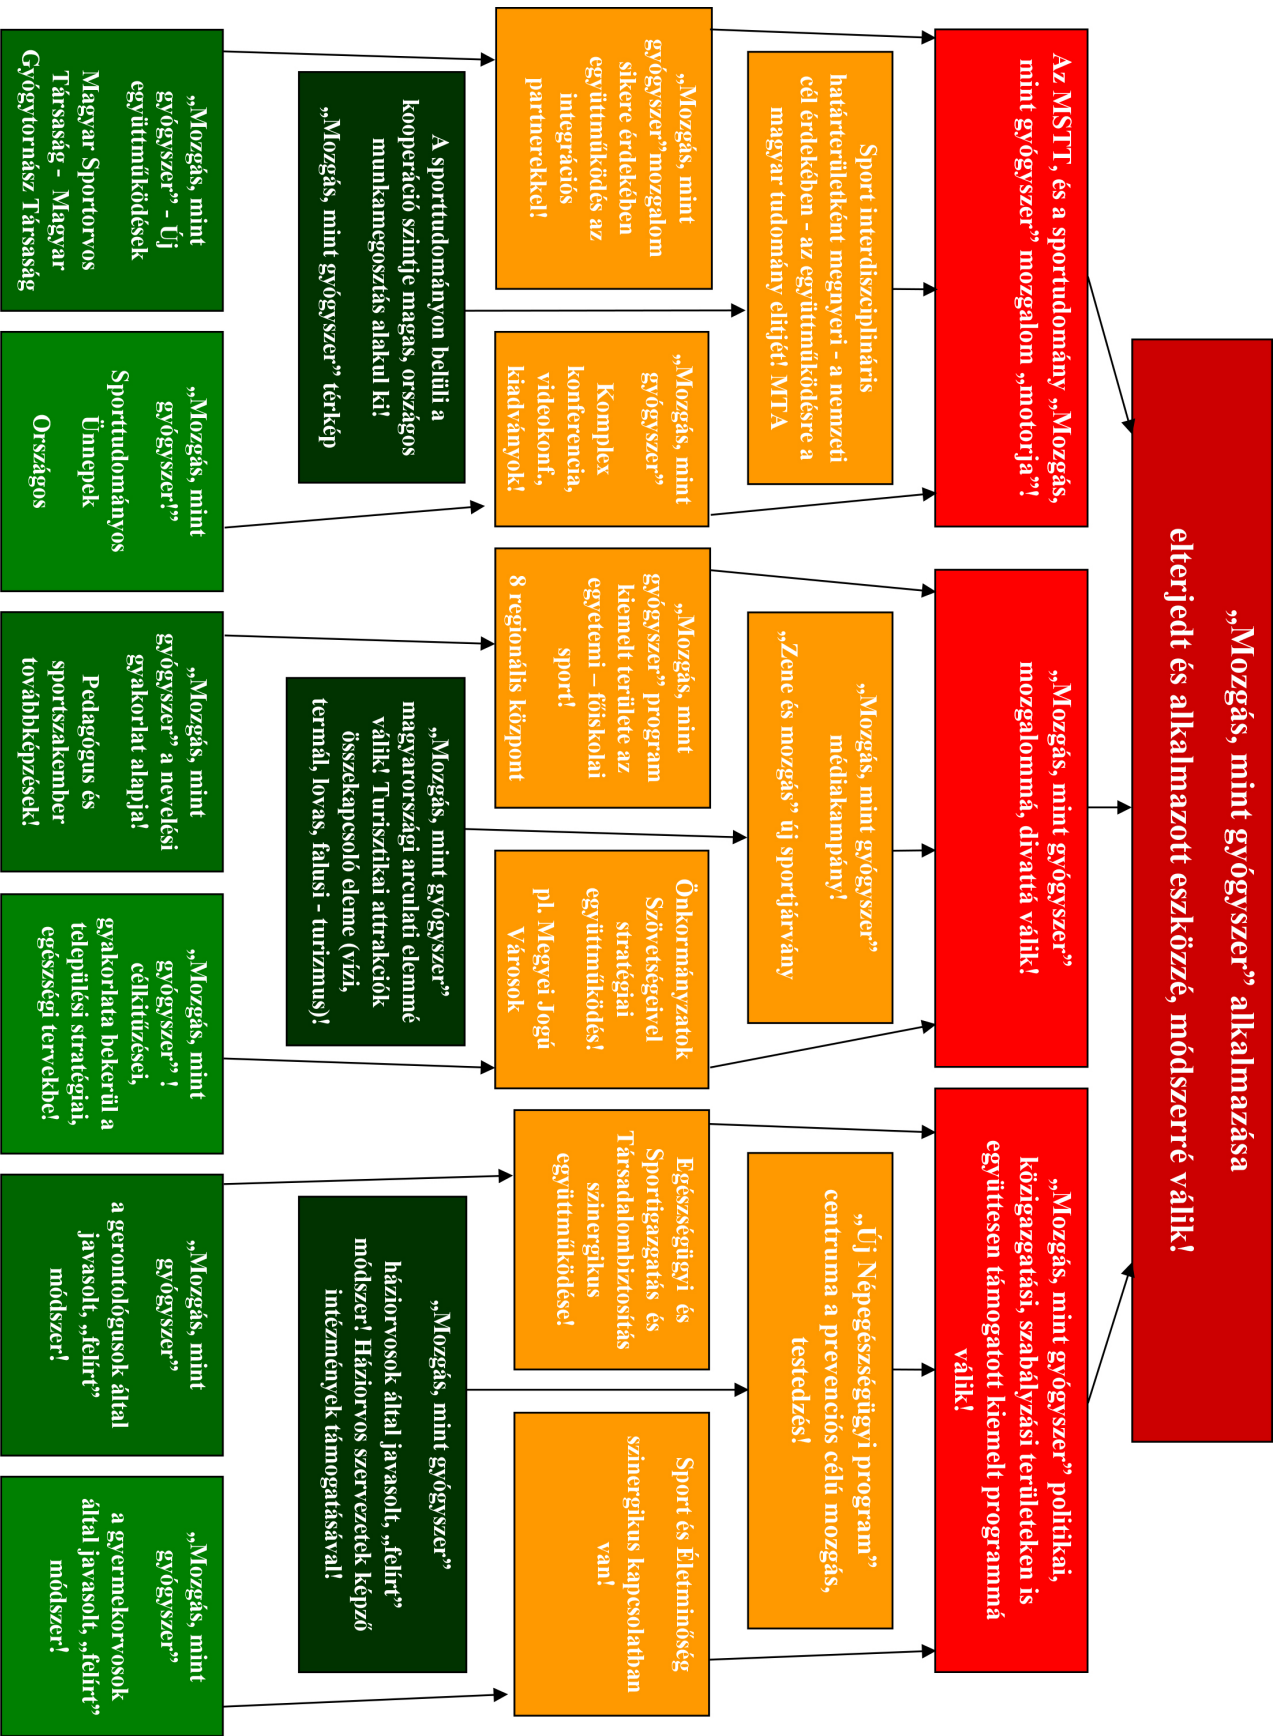 „Mozgás, mint gyógyszer” alkalmazása
elterjedt és alkalmazott eszközzé, módszerré válik!
Az MSTT, és a sportudomány „Mozgás,
mint gyógyszer” mozgalom „motorja”!
„Mozgás, mint gyógyszer”
mozgalommá, divattá válik!
„Mozgás, mint gyógyszer” politikai,
közigazgatási, szabályzási területeken is
együttesen támogatott kiemelt programmá
válik!
Sport interdiszciplináris
határterületként megnyeri - a nemzeti
cél érdekében - az együttműködésre a
magyar tudomány elitjét! MTA
„Mozgás, mint gyógyszer”
médiakampány!
„Zene és mozgás” új sportjárvány
„Új Népegészségügyi program”
centruma a prevenciós célú mozgás,
testedzés!
„Mozgás, mint
gyógyszer”mozgalom
sikere érdekében
együttműködés az
integrációs
partnerekkel!
„Mozgás, mint
gyógyszer”
Komplex
konferencia,
videokonf.,
kiadványok!
„Mozgás, mint
gyógyszer” program
kiemelt területe az
egyetemi – főiskolai
sport!
8 regionális központ
Önkormányzatok
Szövetségeivel
stratégiai
együttműködés!
pl. Megyei Jogú
Városok
Egészségügyi és
Sportigazgatás és
Társadalombiztosítás
szinergikus
együttműködése!
Sport és Életminőség
szinergikus kapcsolatban
van!
A sporttudományon belüli a
kooperáció szintje magas, országos
munkamegosztás alakul ki!
„Mozgás, mint gyógyszer” térkép
„Mozgás, mint gyógyszer”
magyarországi arculati elemmé
válik! Turisztikai attrakciók
összekapcsoló eleme (vízi,
termál, lovas, falusi - turizmus)!
„Mozgás, mint gyógyszer”
háziorvosok által javasolt, „felírt”
módszer! Háziorvos szervezetek képző
intézmények támogatásával!
„Mozgás, mint
gyógyszer” - Új
együttműködések
Magyar Sportorvos
Társaság - Magyar
Gyógytornász Társaság
„Mozgás, mint
gyógyszer!”
Sporttudományos
Ünnepek
Országos
„Mozgás, mint
gyógyszer” a nevelési
gyakorlat alapja!
Pedagógus és
sportszakember
továbbképzések!
„Mozgás, mint
gyógyszer” !
célkitűzései,
gyakorlata bekerül a
települési stratégiai,
egészségi tervekbe!
„Mozgás, mint
gyógyszer”
a gerontológusok által
javasolt, „felírt”
módszer!
„Mozgás, mint
gyógyszer”
a gyermekorvosok
által javasolt, „felírt”
módszer!